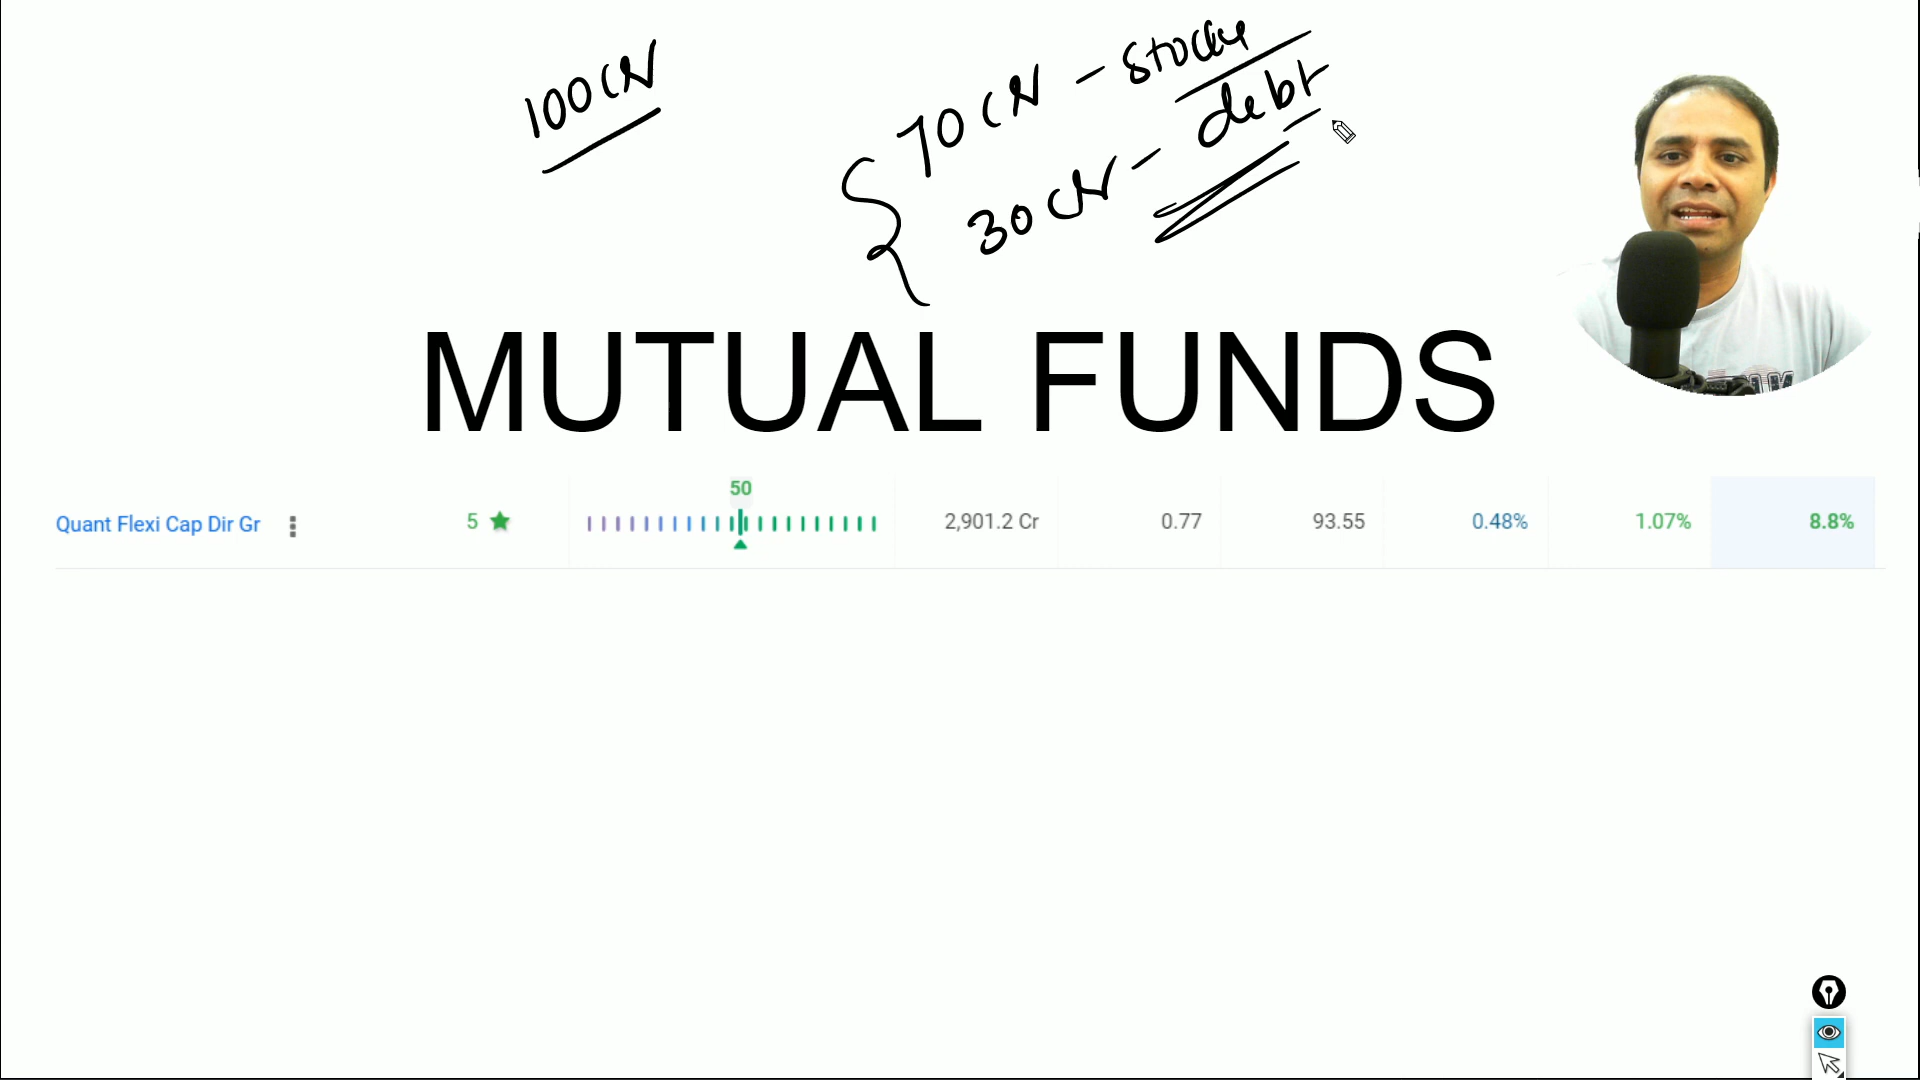 100 CR
70 CR - stocks
30 CR - debt
MUTUAL FUNDS
50
Quant Flexi Cap Dir Gr 5 2,901.2 Cr 0.77 93.55 0.48% 1.07% 8.8%